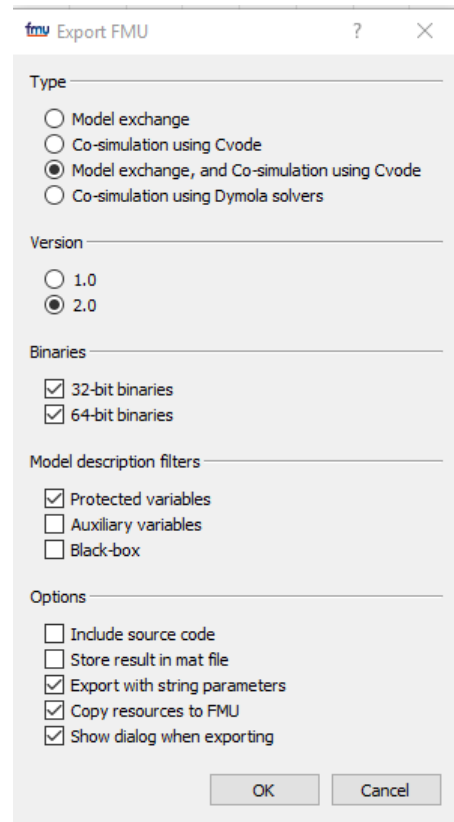 fmu Export FMU ? ×
Type
Model exchange
Co-simulation using Cvode
Model exchange, and Co-simulation using Cvode
Co-simulation using Dymola solvers
Version
1.0
2.0
Binaries
32-bit binaries
64-bit binaries
Model description filters
Protected variables
Auxiliary variables
Black-box
Options
Include source code
Store result in mat file
Export with string parameters
Copy resources to FMU
Show dialog when exporting
OK Cancel